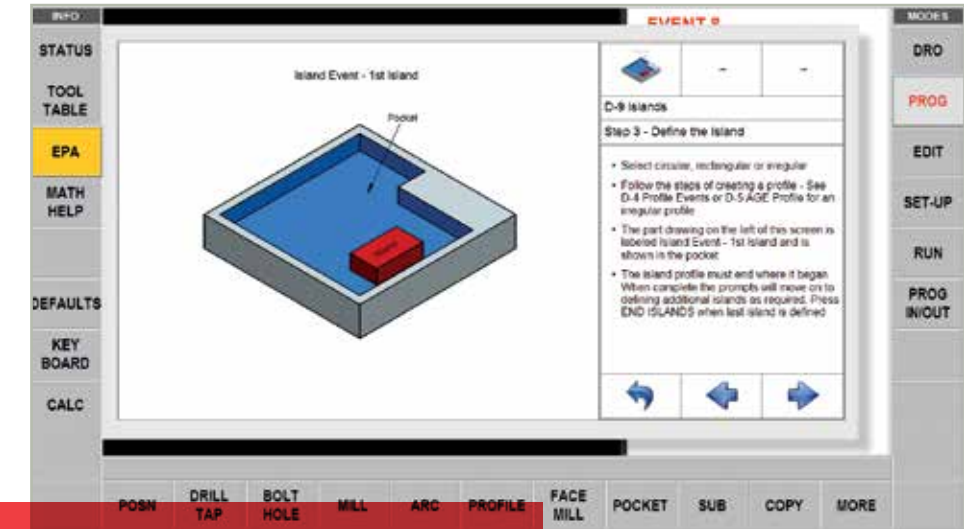 INFO
EVENT 8
MODES
STATUS
DRO
TOOL
TABLE
PROG
EPA
EDIT
MATH
HELP
SET-UP
RUN
DEFAULTS
PROG
IN/OUT
KEY
BOARD
CALC
Island Event - 1st Island
Pocket
- -
D-9 Islands
Step 3 - Define the Island
• Select circular, rectangular or irregular
• Follow the steps of creating a profile - See
D-4 Profile Events or D-5 AGE Profile for an
irregular profile
• The part drawing on the left of this screen is
labeled Island Event - 1st Island and is
shown in the pocket
• The island profile must end where it began
When complete the prompts will move on to
defining additional islands as required. Press
END ISLANDS when last island is defined
POSN
DRILL
TAP
BOLT
HOLE
MILL
ARC
PROFILE
FACE
MILL
POCKET
SUB
COPY
MORE